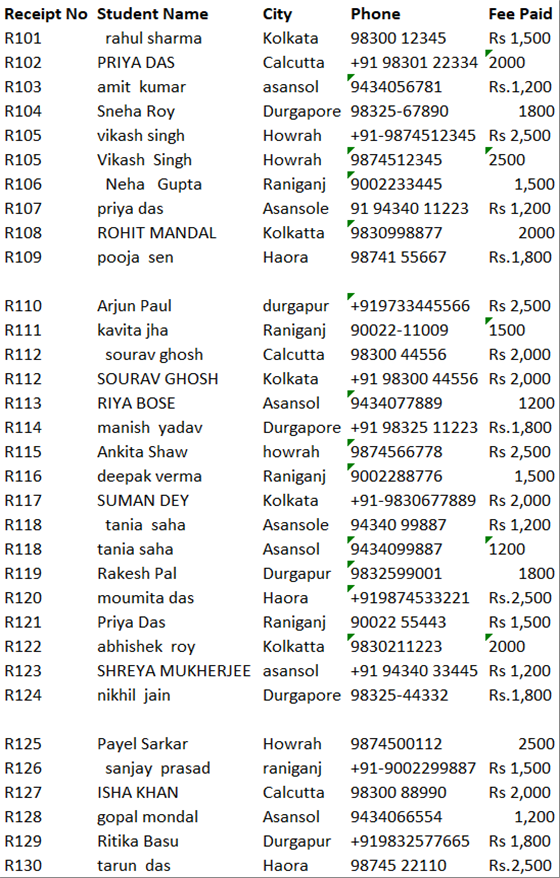 Receipt No Student Name City Phone Fee Paid
R101 rahul sharma Kolkata 98300 12345 Rs 1,500
R102 PRIYA DAS Calcutta +91 98301 22334 2000
R103 amit  kumar asansol 9434056781 Rs.1,200
R104 Sneha Roy Durgapore 98325-67890 1800
R105 vikash singh Howrah +91-9874512345 Rs 2,500
R105 Vikash  Singh Howrah 9874512345 2500
R106 Neha   Gupta Raniganj 9002233445 1,500
R107 priya das Asansole 91 94340 11223 Rs 1,200
R108 ROHIT MANDAL Kolkatta 9830998877 2000
R109 pooja  sen Haora 98741 55667 Rs.1,800
R110 Arjun Paul durgapur +919733445566 Rs 2,500
R111 kavita jha Raniganj 90022-11009 1500
R112 sourav ghosh Calcutta 98300 44556 Rs 2,000
R112 SOURAV GHOSH Kolkata +91 98300 44556 Rs 2,000
R113 RIYA BOSE Asansol 9434077889 1200
R114 manish  yadav Durgapore +91 98325 11223 Rs.1,800
R115 Ankita Shaw howrah 9874566778 Rs 2,500
R116 deepak verma Raniganj 9002288776 1,500
R117 SUMAN DEY Kolkata +91-9830677889 Rs 2,000
R118 tania  saha Asansole 94340 99887 Rs 1,200
R118 tania saha Asansol 9434099887 1200
R119 Rakesh Pal Durgapur 9832599001 1800
R120 moumita das Haora +919874533221 Rs.2,500
R121 Priya Das Raniganj 90022 55443 Rs 1,500
R122 abhishek  roy Kolkatta 9830211223 2000
R123 SHREYA MUKHERJEE asansol +91 94340 33445 Rs 1,200
R124 nikhil  jain Durgapore 98325-44332 Rs.1,800
R125 Payel Sarkar Howrah 9874500112 2500
R126 sanjay  prasad raniganj +91-9002299887 Rs 1,500
R127 ISHA KHAN Calcutta 98300 88990 Rs 2,000
R128 gopal mondal Asansol 9434066554 1,200
R129 Ritika Basu Durgapur +919832577665 Rs 1,800
R130 tarun  das Haora 98745 22110 Rs.2,500